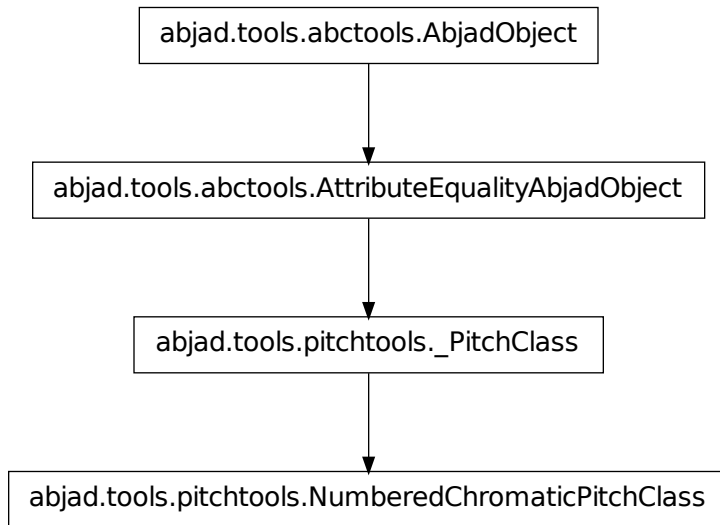 abjad.tools.abctools.AbjadObject
abjad.tools.abctools.AttributeEqualityAbjadObject
abjad.tools.pitchtools._PitchClass
abjad.tools.pitchtools.NumberedChromaticPitchClass